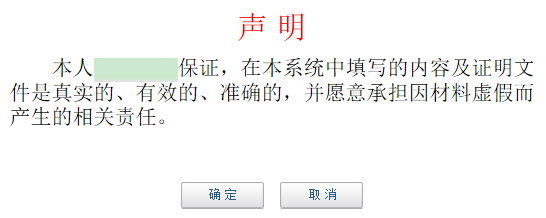 声 明
本人保证，在本系统中填写的内容及证明文
件是真实的、有效的、准确的，并愿意承担因材料虚假而
产生的相关责任。
确 定 取 消